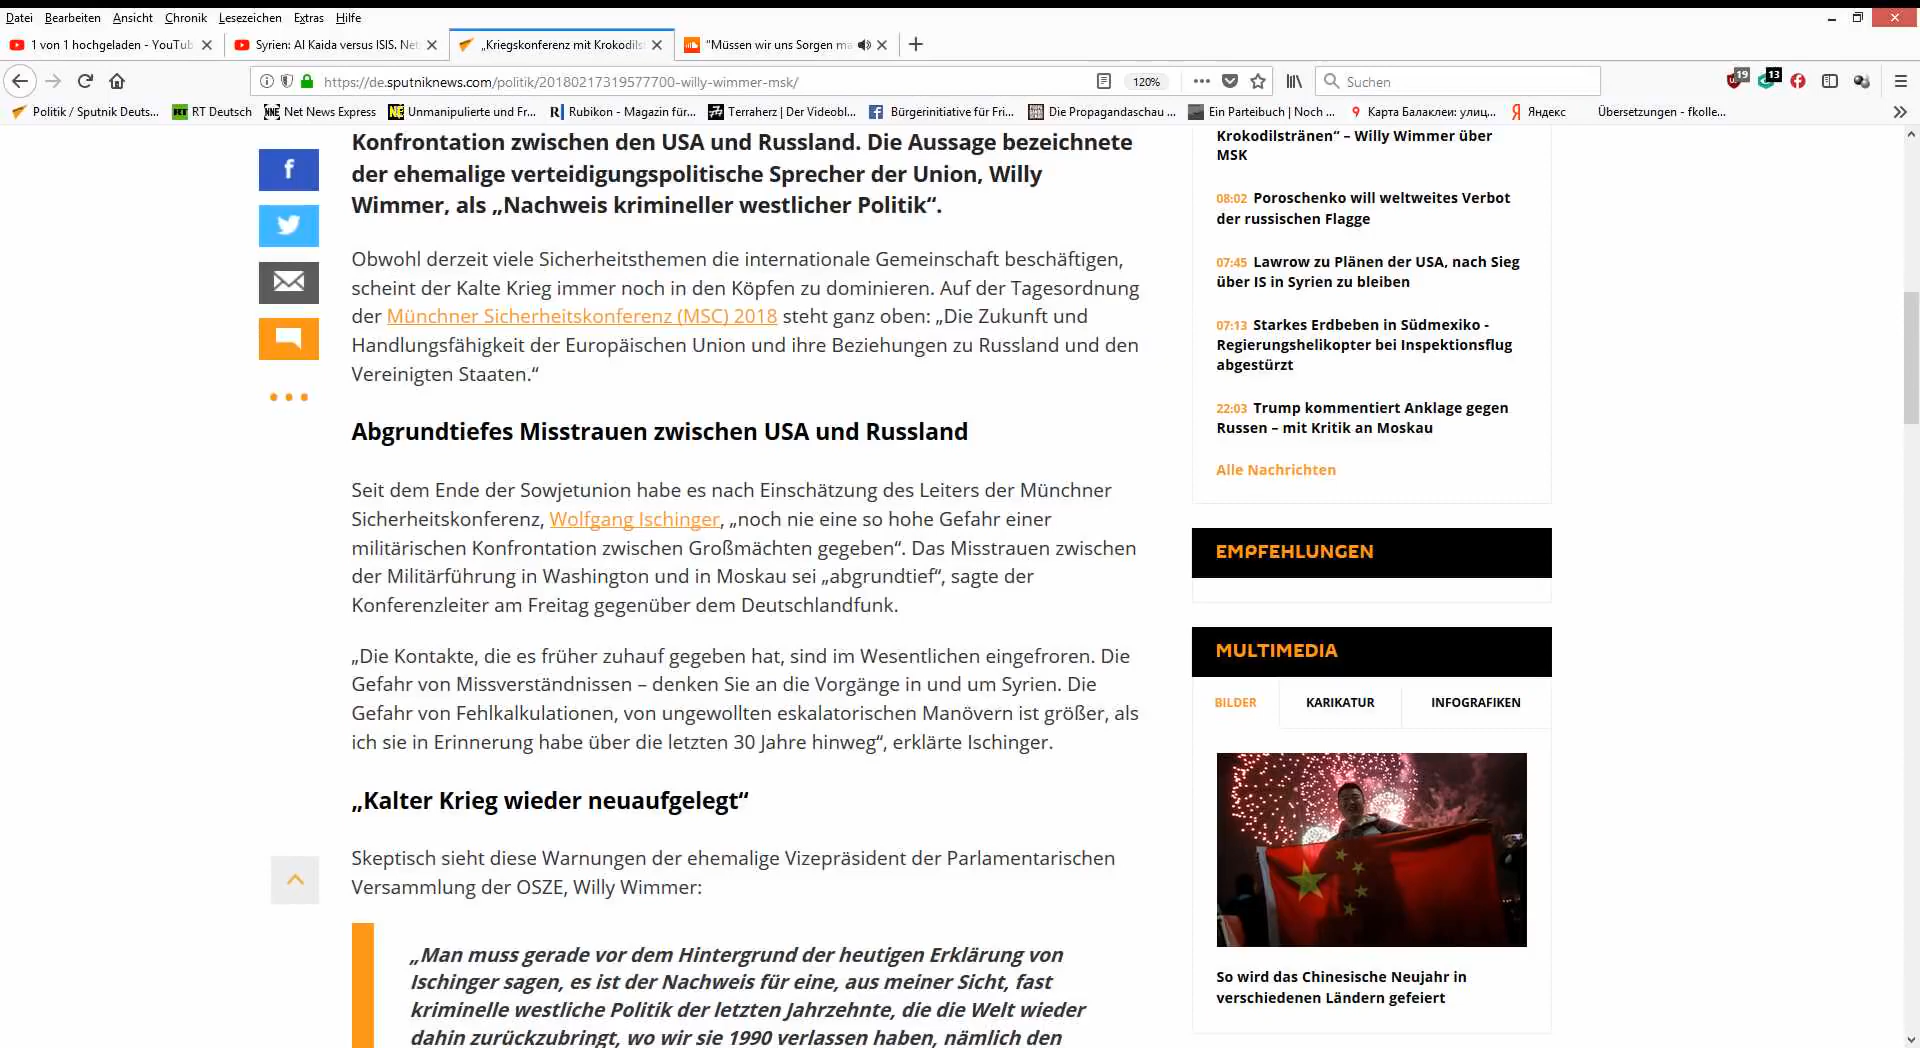 Datei Bearbeiten Ansicht Chronik Lesezeichen Extras Hilfe
1 von 1 hochgeladen - YouTub
Syrien: Al Kaida versus ISIS. Net
„Kriegskonferenz mit Krokodils
"Müssen wir uns Sorgen ma
https://de.sputniknews.com/politik/20180217319577700-willy-wimmer-msk/
120%
Suchen
19
13
Politik / Sputnik Deuts...
RT Deutsch
Net News Express
Unmanipulierte und Fr...
Rubikon - Magazin für...
Terraherz | Der Videobl...
Bürgerinitiative für Fri...
Die Propagandaschau ...
Ein Parteibuch | Noch ...
Карта Балаклеи: улиц...
Яндекс
Übersetzungen - fkolle...
Konfrontation zwischen den USA und Russland. Die Aussage bezeichnete
der ehemalige verteidigungspolitische Sprecher der Union, Willy
Wimmer, als „Nachweis krimineller westlicher Politik“.
Obwohl derzeit viele Sicherheitsthemen die internationale Gemeinschaft beschäftigen,
scheint der Kalte Krieg immer noch in den Köpfen zu dominieren. Auf der Tagesordnung
der Münchner Sicherheitskonferenz (MSC) 2018 steht ganz oben: „Die Zukunft und
Handlungsfähigkeit der Europäischen Union und ihre Beziehungen zu Russland und den
Vereinigten Staaten.“
Abgrundtiefes Misstrauen zwischen USA und Russland
Seit dem Ende der Sowjetunion habe es nach Einschätzung des Leiters der Münchner
Sicherheitskonferenz, Wolfgang Ischinger, „noch nie eine so hohe Gefahr einer
militärischen Konfrontation zwischen Großmächten gegeben“. Das Misstrauen zwischen
der Militärführung in Washington und in Moskau sei „abgrundtief“, sagte der
Konferenzleiter am Freitag gegenüber dem Deutschlandfunk.
„Die Kontakte, die es früher zuhauf gegeben hat, sind im Wesentlichen eingefroren. Die
Gefahr von Missverständnissen – denken Sie an die Vorgänge in und um Syrien. Die
Gefahr von Fehlkalkulationen, von ungewollten eskalatorischen Manövern ist größer, als
ich sie in Erinnerung habe über die letzten 30 Jahre hinweg“, erklärte Ischinger.
„Kalter Krieg wieder neuaufgelegt“
Skeptisch sieht diese Warnungen der ehemalige Vizepräsident der Parlamentarischen
Versammlung der OSZE, Willy Wimmer:
„Man muss gerade vor dem Hintergrund der heutigen Erklärung von
Ischinger sagen, es ist der Nachweis für eine, aus meiner Sicht, fast
kriminelle westliche Politik der letzten Jahrzehnte, die die Welt wieder
dahin zurückzubringt, wo wir sie 1990 verlassen haben, nämlich den
Krokodilstränen“ – Willy Wimmer über
MSK
08:02 Poroschenko will weltweites Verbot
der russischen Flagge
07:45 Lawrow zu Plänen der USA, nach Sieg
über IS in Syrien zu bleiben
07:13 Starkes Erdbeben in Südmexiko -
Regierungshelikopter bei Inspektionsflug
abgestürzt
22:03 Trump kommentiert Anklage gegen
Russen – mit Kritik an Moskau
Alle Nachrichten
EMPFEHLUNGEN
MULTIMEDIA
BILDER KARIKATUR INFOGRAFIKEN
So wird das Chinesische Neujahr in
verschiedenen Ländern gefeiert